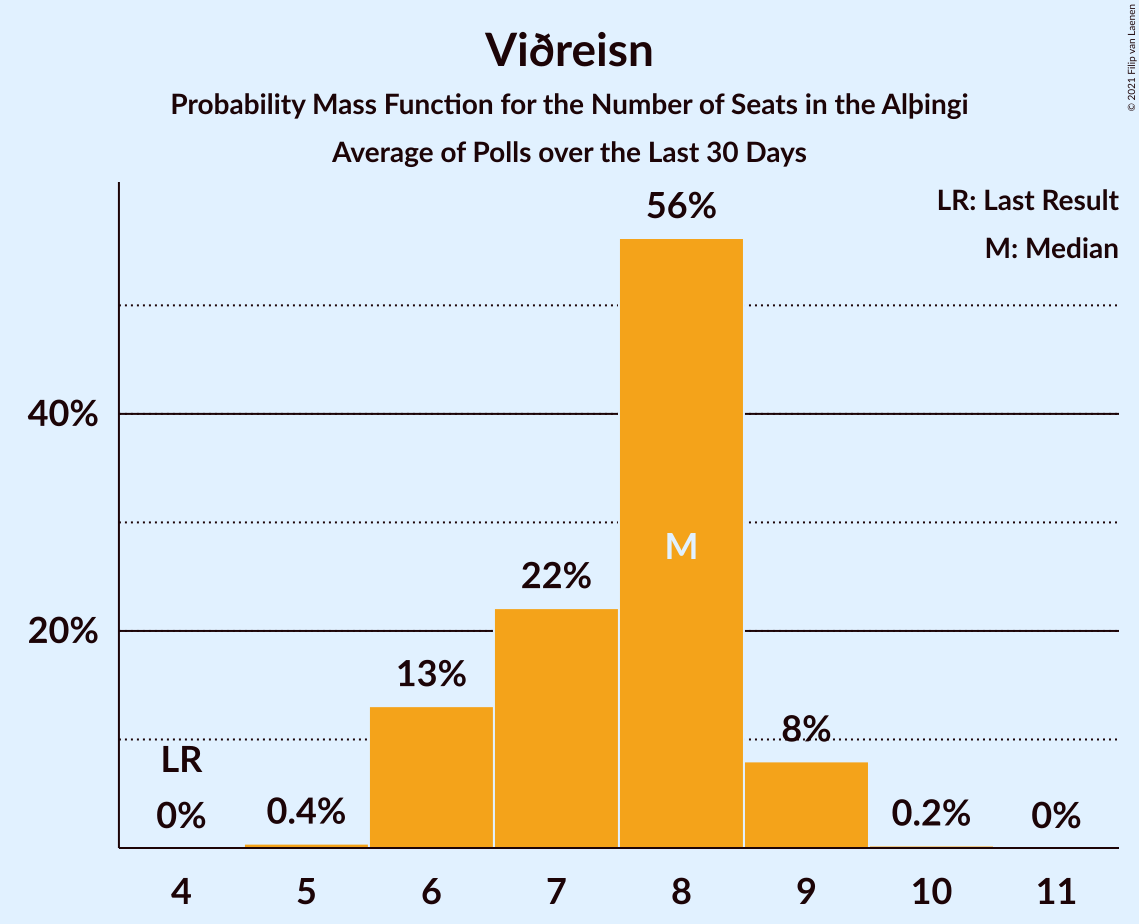 Viðreisn
Probability Mass Function for the Number of Seats in the Alþingi
Average of Polls over the Last 30 Days
© 2021 Filip van Laenen
LR: Last Result
M: Median
56%
40%
M
22%
20%
13%
8%
LR
0%
0.4%
0.2%
0%
4 5 6 7 8 9 10 11